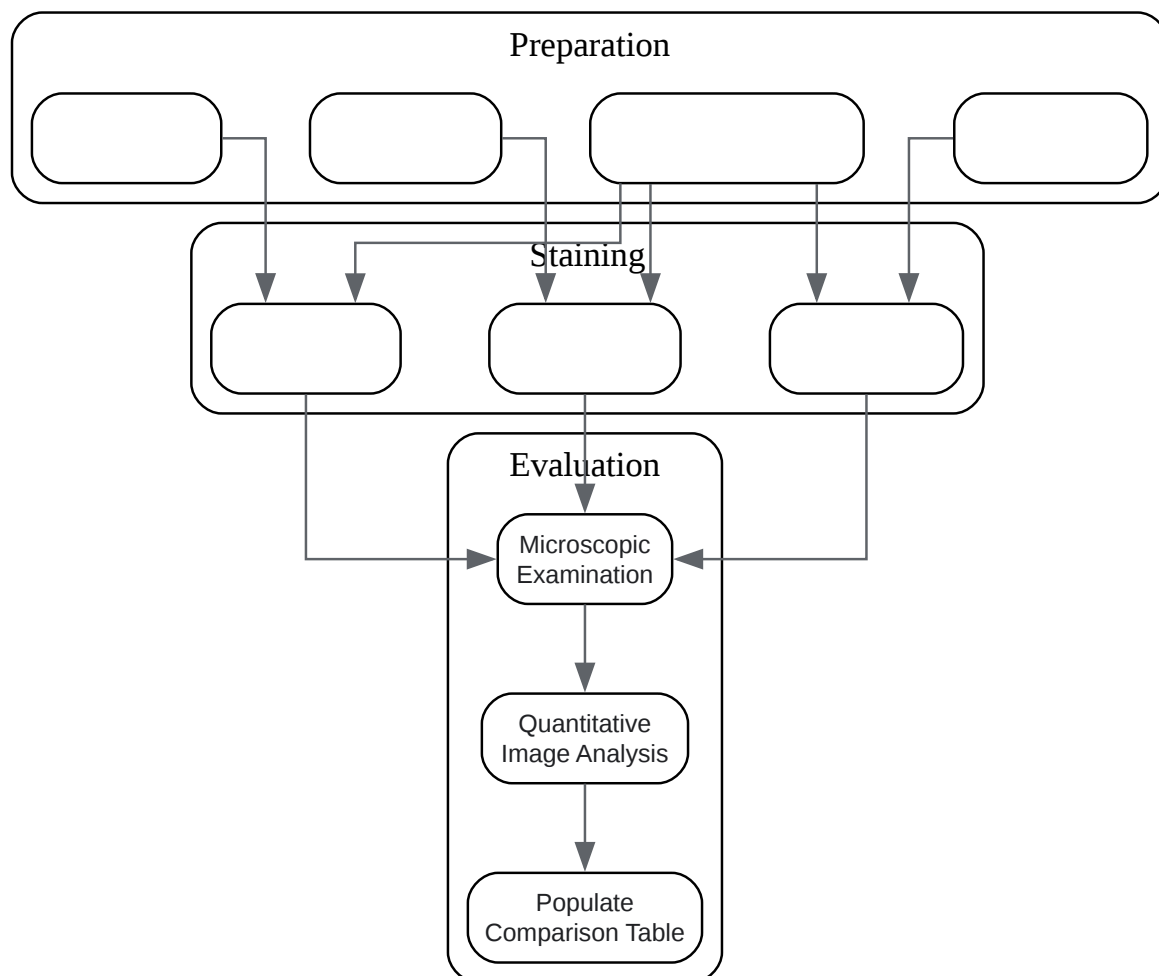 Preparation
Staining
Evaluation
Microscopic
Examination
Quantitative
Image Analysis
Populate
Comparison Table